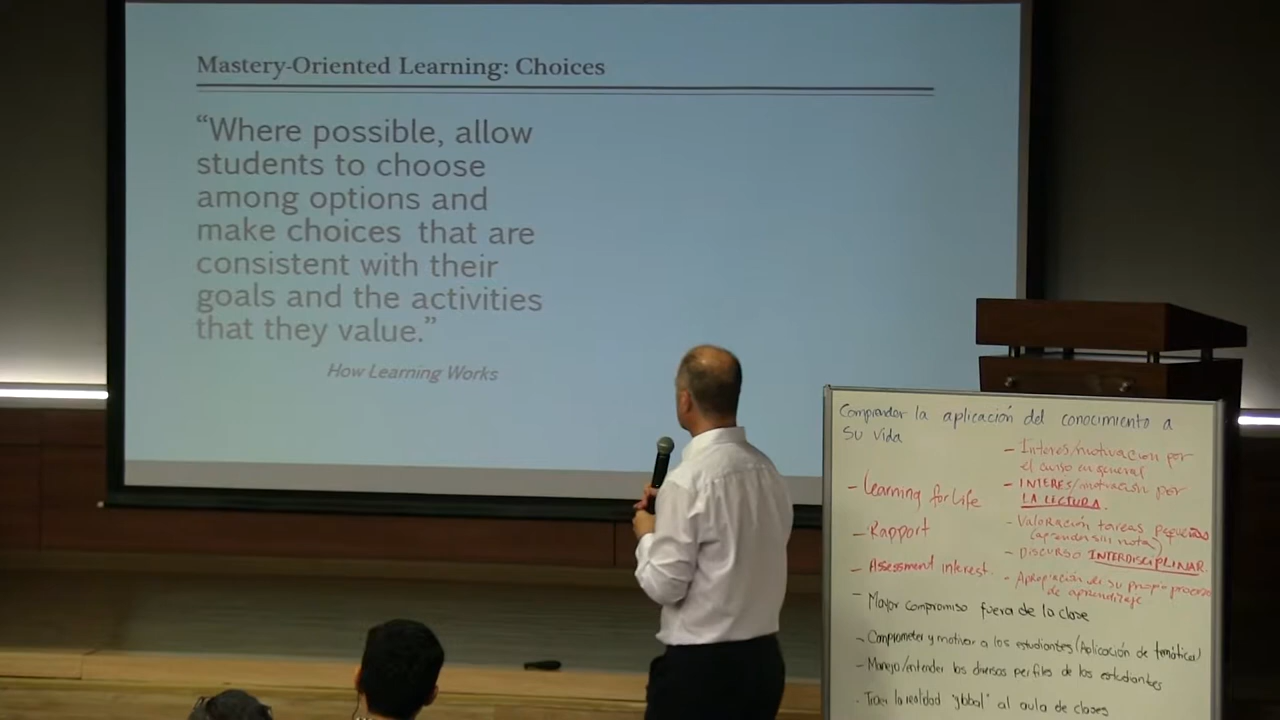 Mastery-Oriented Learning: Choices
“Where possible, allow
students to choose
among options and
make choices that are
consistent with their
goals and the activities
that they value.”
How Learning Works
Comprender la aplicación del conocimiento a
su vida
- Learning for Life
- Rapport
- Assessment interest.
- Interes/motivacion por
el curso en general
- INTERES/motivación por
LA LECTURA.
- Valoración tareas pequeñas
(aprender sin nota)
- DISCURSO INTERDISCIPLINAR.
- Apropiación de su propio proceso
de aprendizaje
- Mayor compromiso fuera de la clase
- Comprometer y motivar a los estudiantes (Aplicación de temática)
- Manejo/entender los diversos perfiles de los estudiantes
- Traer la realidad "global" al aula de clases